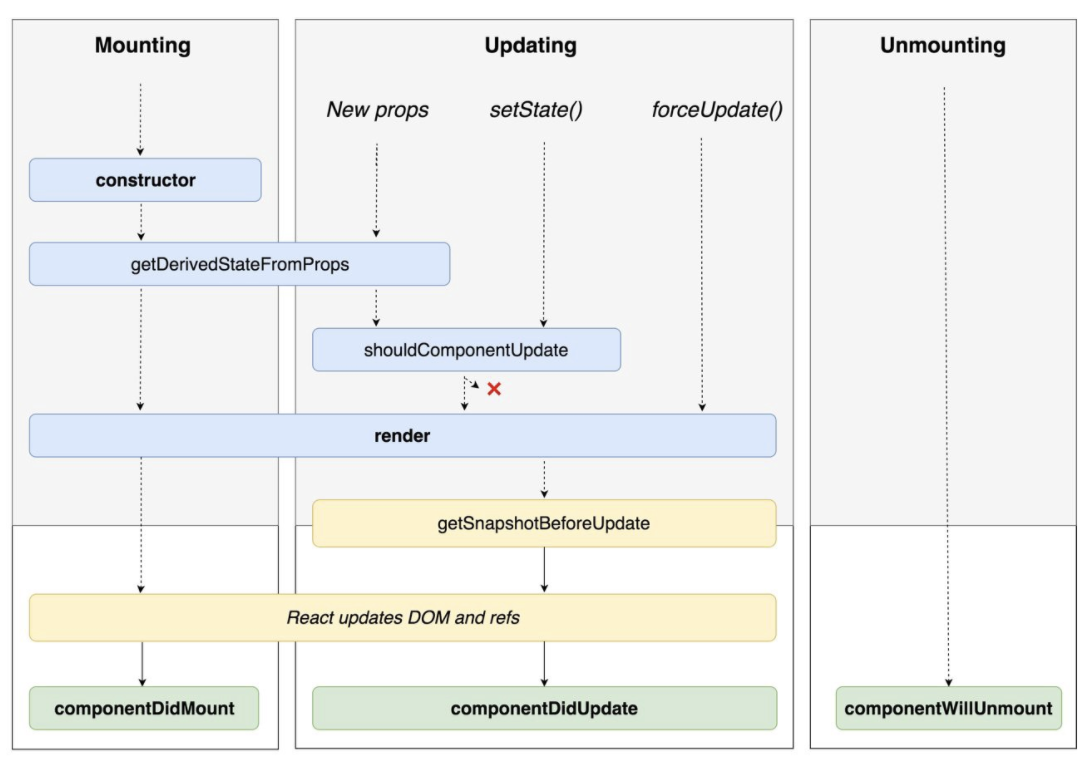 Mounting
Updating
Unmounting
New props
setState()
forceUpdate()
constructor
getDerivedStateFromProps
shouldComponentUpdate
render
getSnapshotBeforeUpdate
React updates DOM and refs
componentDidMount
componentDidUpdate
componentWillUnmount